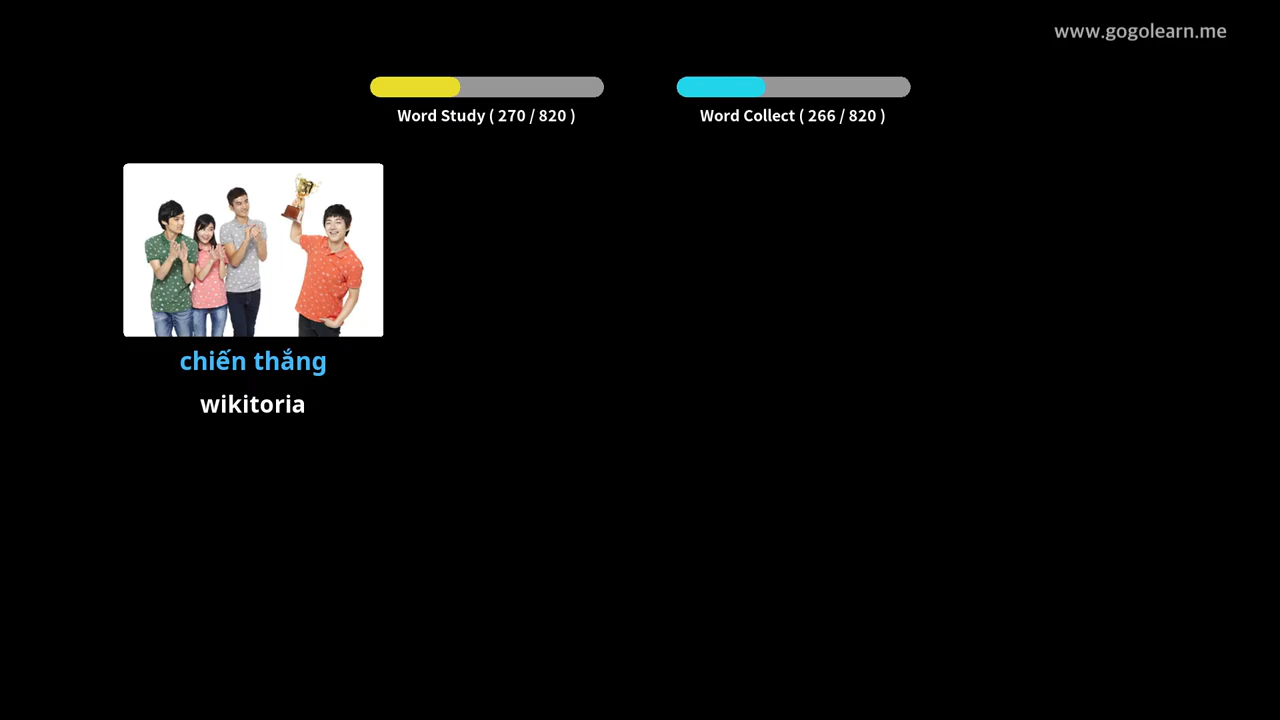 www.gogolearn.me
Word Study ( 270 / 820 )
Word Collect ( 266 / 820 )
chiến thắng
wikitoria